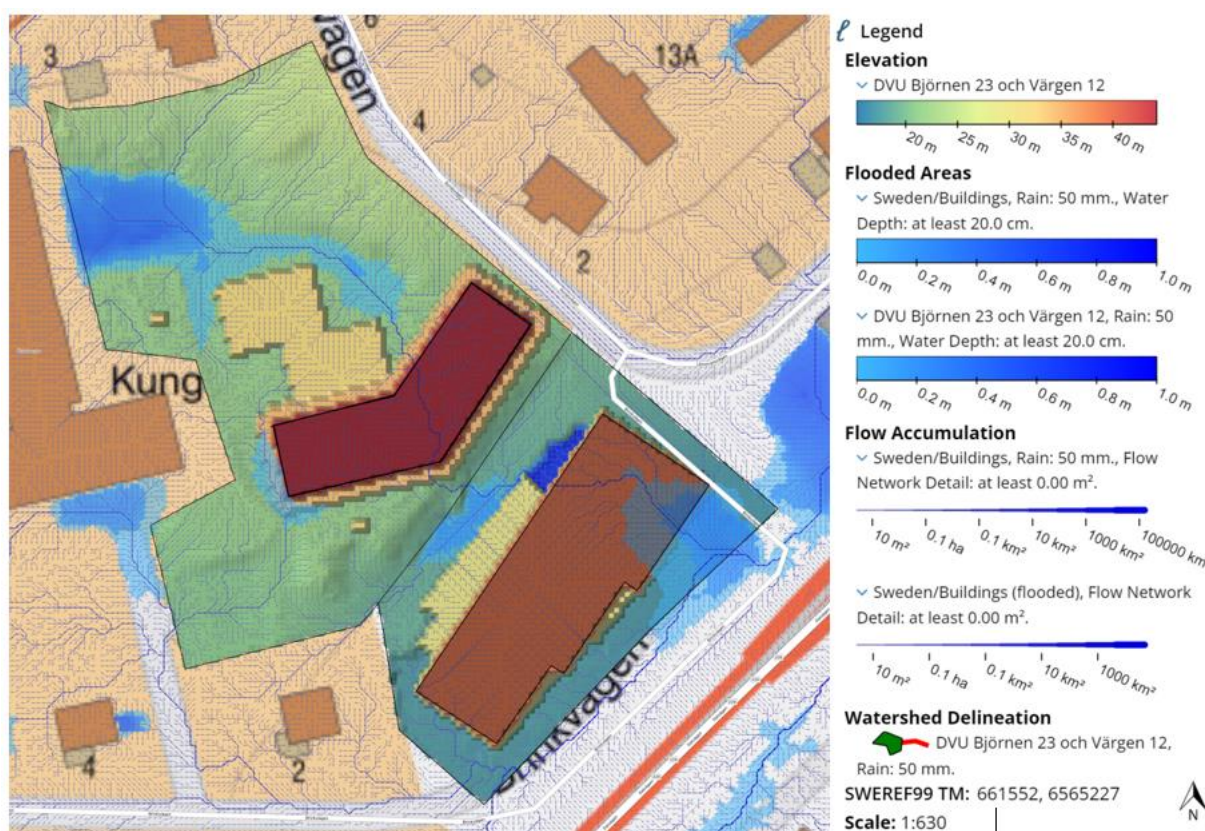 vägen
6
3
13A
4
2
Kung
4
2
Legend
Elevation
DVU Björnen 23 och Värgen 12
20 m
25 m
30 m
35 m
40 m
Flooded Areas
Sweden/Buildings, Rain: 50 mm., Water
Depth: at least 20.0 cm.
0.0 m
0.2 m
0.4 m
0.6 m
0.8 m
1.0 m
DVU Björnen 23 och Värgen 12, Rain: 50
mm., Water Depth: at least 20.0 cm.
0.0 m
0.2 m
0.4 m
0.6 m
0.8 m
1.0 m
Flow Accumulation
Sweden/Buildings, Rain: 50 mm., Flow
Network Detail: at least 0.00 m².
10 m²
0.1 ha
0.1 km²
10 km²
1000 km²
100000 km
Sweden/Buildings (flooded), Flow Network
Detail: at least 0.00 m².
10 m²
0.1 ha
0.1 km²
10 km²
1000 km²
Watershed Delineation
DVU Björnen 23 och Värgen 12,
Rain: 50 mm.
SWEREF99 TM: 661552, 6565227
Scale: 1:630
N